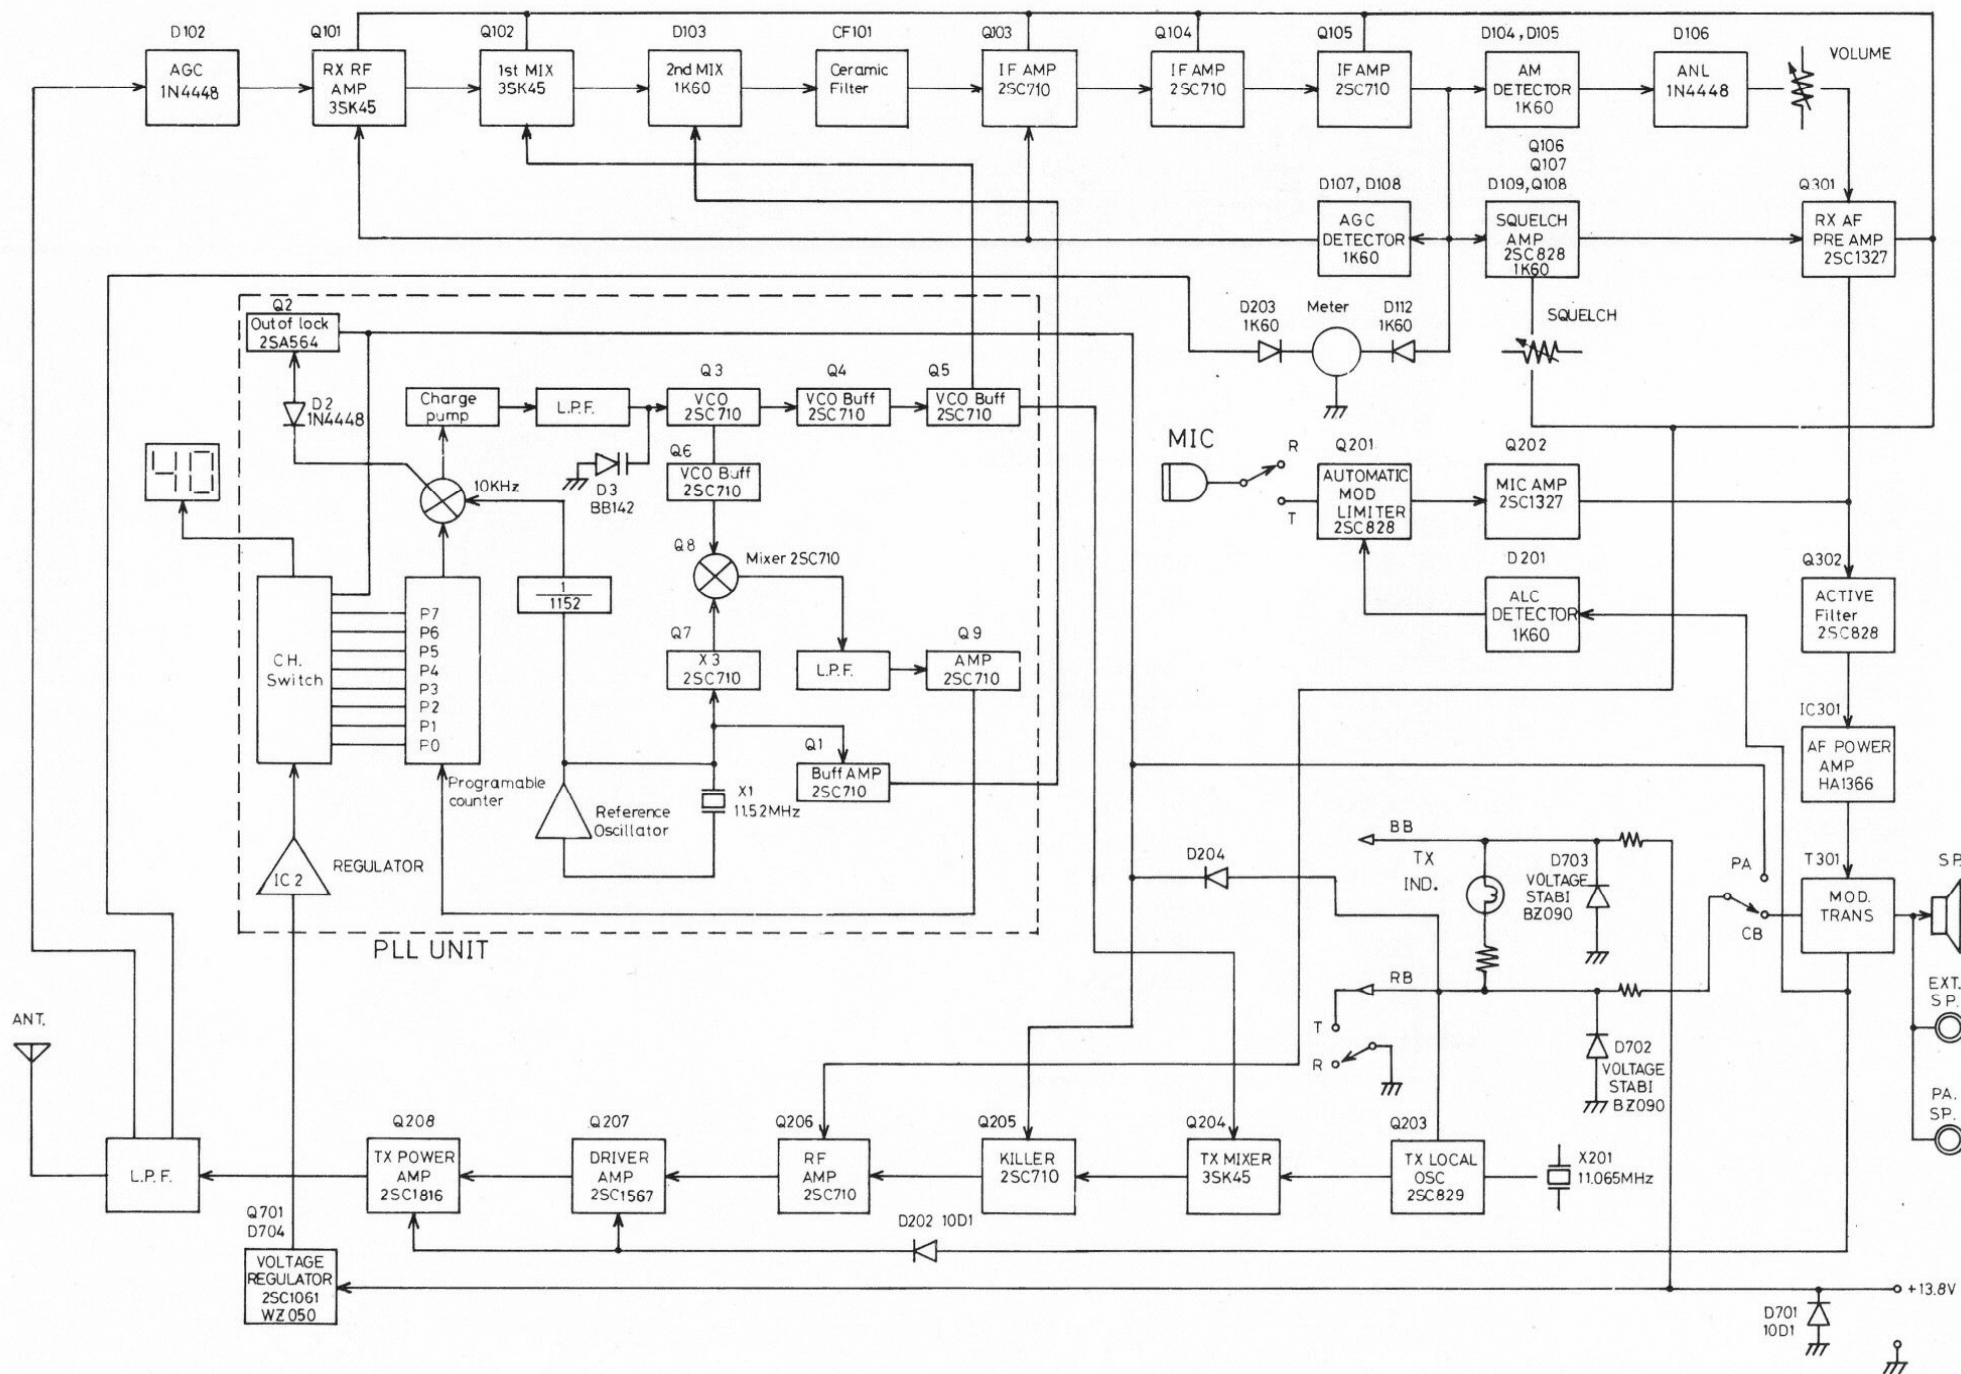 D102
AGC
1N4448
Q101
RX RF
AMP
3SK45
Q102
1st MIX
3SK45
D103
2nd MIX
1K60
CF101
Ceramic
Filter
Q103
IF AMP
2SC710
Q104
IF AMP
2SC710
Q105
IF AMP
2SC710
D104, D105
AM
DETECTOR
1K60
D106
ANL
1N4448
VOLUME
D107, D108
AGC
DETECTOR
1K60
Q106
Q107
D109, Q108
SQUELCH
AMP
2SC828
1K60
Q301
RX AF
PRE AMP
2SC1327
D203
1K60
Meter
D112
1K60
SQUELCH
Q2
Out of lock
2SA564
D2
1N4448
Charge
pump
L.P.F.
Q3
VCO
2SC710
Q4
VCO Buff
2SC710
Q5
VCO Buff
2SC710
Q6
VCO Buff
2SC710
D3
BB142
10KHz
40
MIC
R
T
Q201
AUTOMATIC
MOD
LIMITER
2SC828
Q202
MIC AMP
2SC1327
Q8
Mixer 2SC710
1
1152
Q7
X3
2SC710
L.P.F.
Q9
AMP
2SC710
D201
ALC
DETECTOR
1K60
Q302
ACTIVE
Filter
2SC828
CH.
Switch
P7
P6
P5
P4
P3
P2
P1
P0
Programable
counter
Q1
Buff AMP
2SC710
X1
11.52MHz
Reference
Oscillator
IC301
AF POWER
AMP
HA1366
IC2
REGULATOR
PLL UNIT
D204
BB
TX
IND.
D703
VOLTAGE
STABI
BZ090
PA
CB
T301
MOD.
TRANS
SP.
RB
T
R
D702
VOLTAGE
STABI
BZ090
EXT.
SP.
PA.
SP.
ANT.
L.P.F.
Q208
TX POWER
AMP
2SC1816
Q207
DRIVER
AMP
2SC1567
Q206
RF
AMP
2SC710
Q205
KILLER
2SC710
Q204
TX MIXER
3SK45
Q203
TX LOCAL
OSC
2SC829
X201
11.065MHz
D202 10D1
Q701
D704
VOLTAGE
REGULATOR
2SC1061
WZ050
+13.8V
D701
10D1